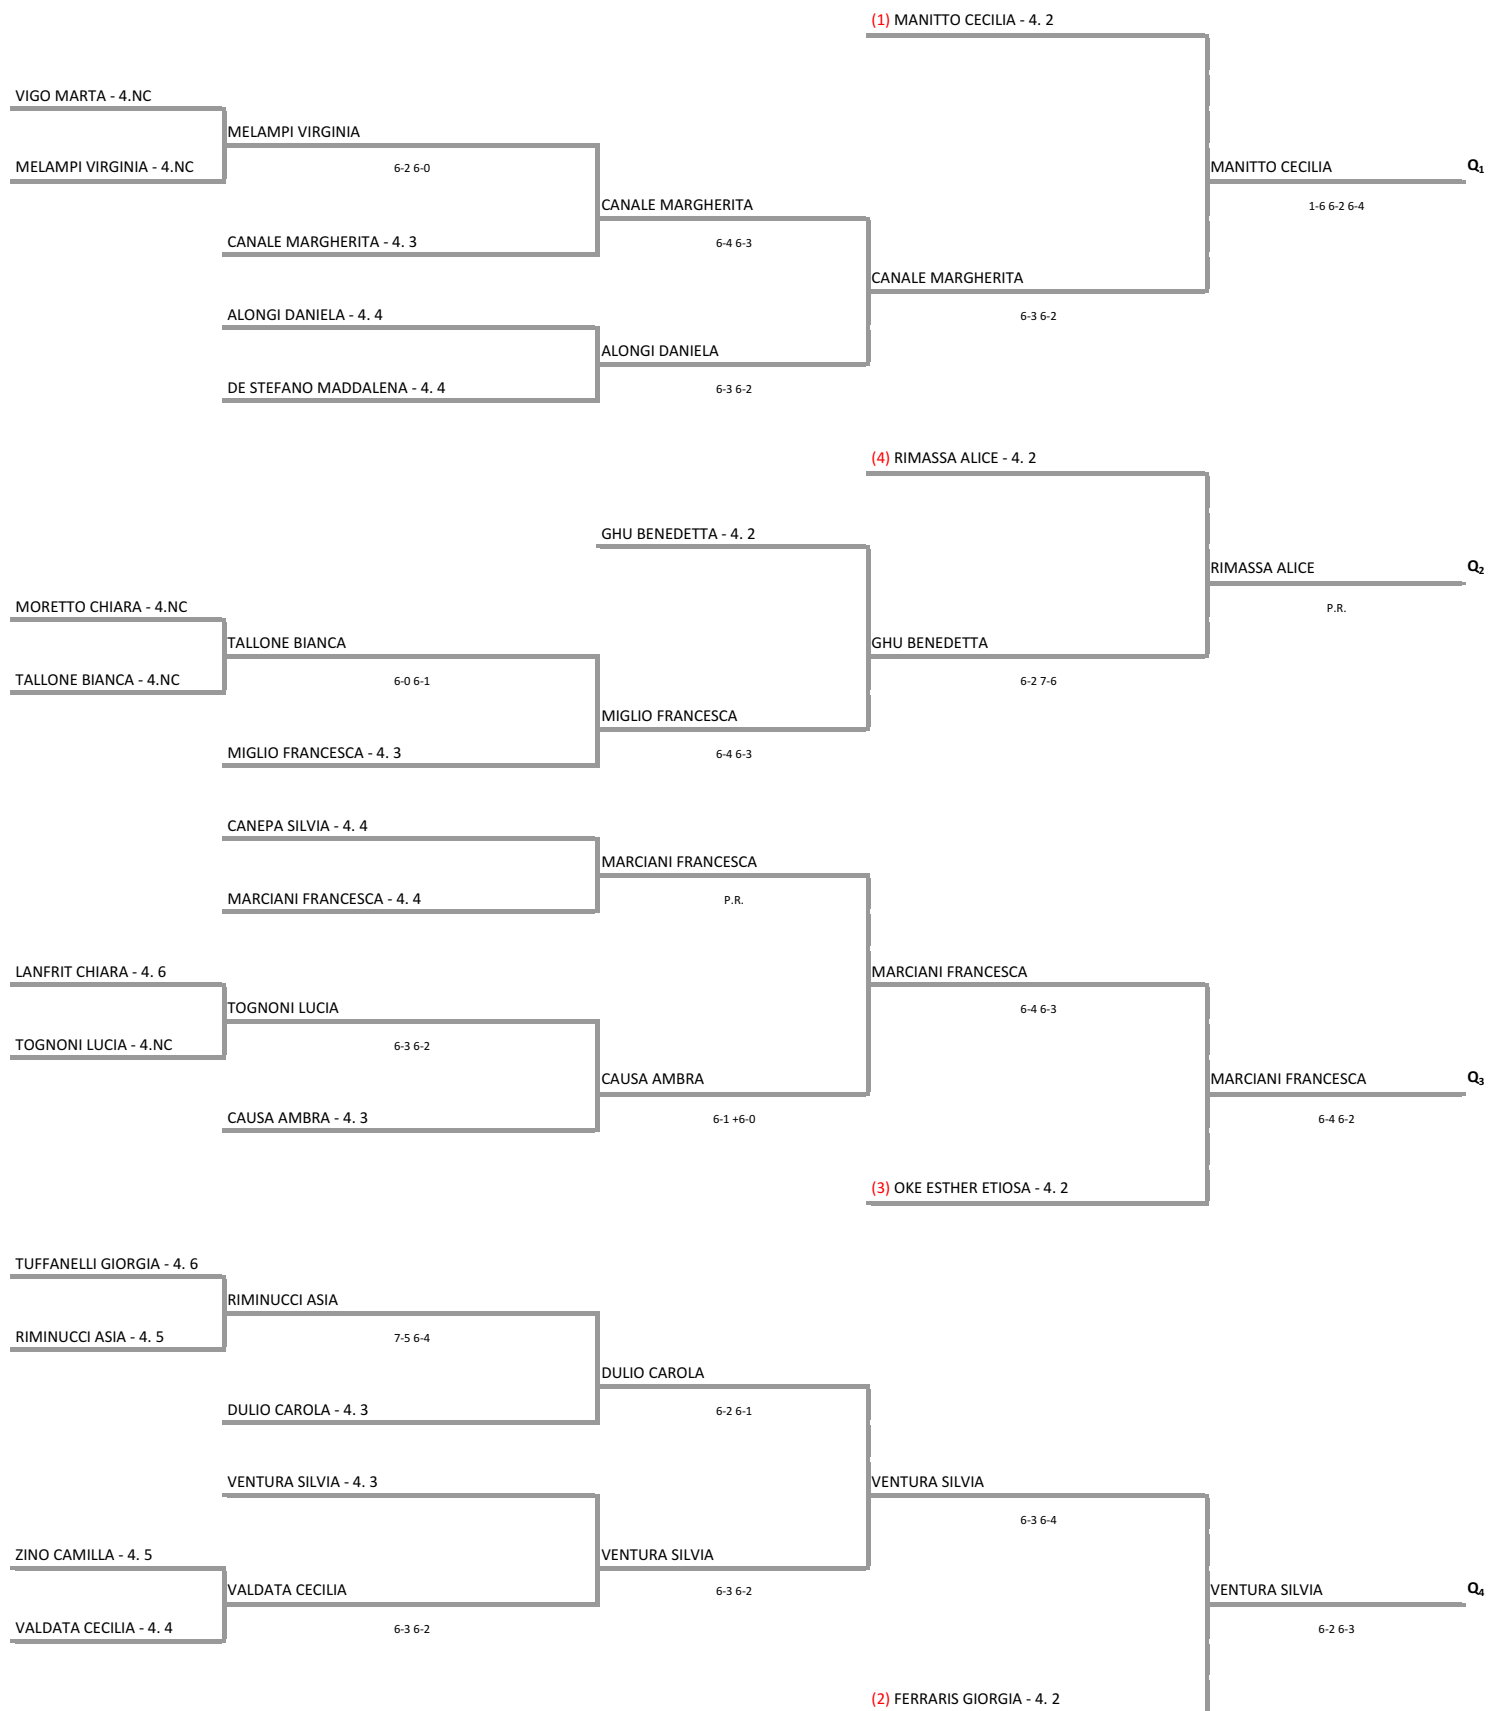 (1) MANITTO CECILIA - 4. 2
VIGO MARTA - 4.NC
MELAMPI VIRGINIA
MELAMPI VIRGINIA - 4.NC
6-2 6-0
MANITTO CECILIA
Q1
CANALE MARGHERITA
1-6 6-2 6-4
CANALE MARGHERITA - 4. 3
6-4 6-3
CANALE MARGHERITA
ALONGI DANIELA - 4. 4
6-3 6-2
ALONGI DANIELA
DE STEFANO MADDALENA - 4. 4
6-3 6-2
(4) RIMASSA ALICE - 4. 2
GHU BENEDETTA - 4. 2
RIMASSA ALICE
Q2
MORETTO CHIARA - 4.NC
P.R.
TALLONE BIANCA
GHU BENEDETTA
TALLONE BIANCA - 4.NC
6-0 6-1
6-2 7-6
MIGLIO FRANCESCA
MIGLIO FRANCESCA - 4. 3
6-4 6-3
CANEPA SILVIA - 4. 4
MARCIANI FRANCESCA
MARCIANI FRANCESCA - 4. 4
P.R.
LANFRIT CHIARA - 4. 6
MARCIANI FRANCESCA
TOGNONI LUCIA
6-4 6-3
TOGNONI LUCIA - 4.NC
6-3 6-2
CAUSA AMBRA
MARCIANI FRANCESCA
Q3
CAUSA AMBRA - 4. 3
6-1 +6-0
6-4 6-2
(3) OKE ESTHER ETIOSA - 4. 2
TUFFANELLI GIORGIA - 4. 6
RIMINUCCI ASIA
RIMINUCCI ASIA - 4. 5
7-5 6-4
DULIO CAROLA
DULIO CAROLA - 4. 3
6-2 6-1
VENTURA SILVIA - 4. 3
VENTURA SILVIA
6-3 6-4
ZINO CAMILLA - 4. 5
VENTURA SILVIA
VALDATA CECILIA
6-3 6-2
VENTURA SILVIA
Q4
VALDATA CECILIA - 4. 4
6-3 6-2
6-2 6-3
(2) FERRARIS GIORGIA - 4. 2